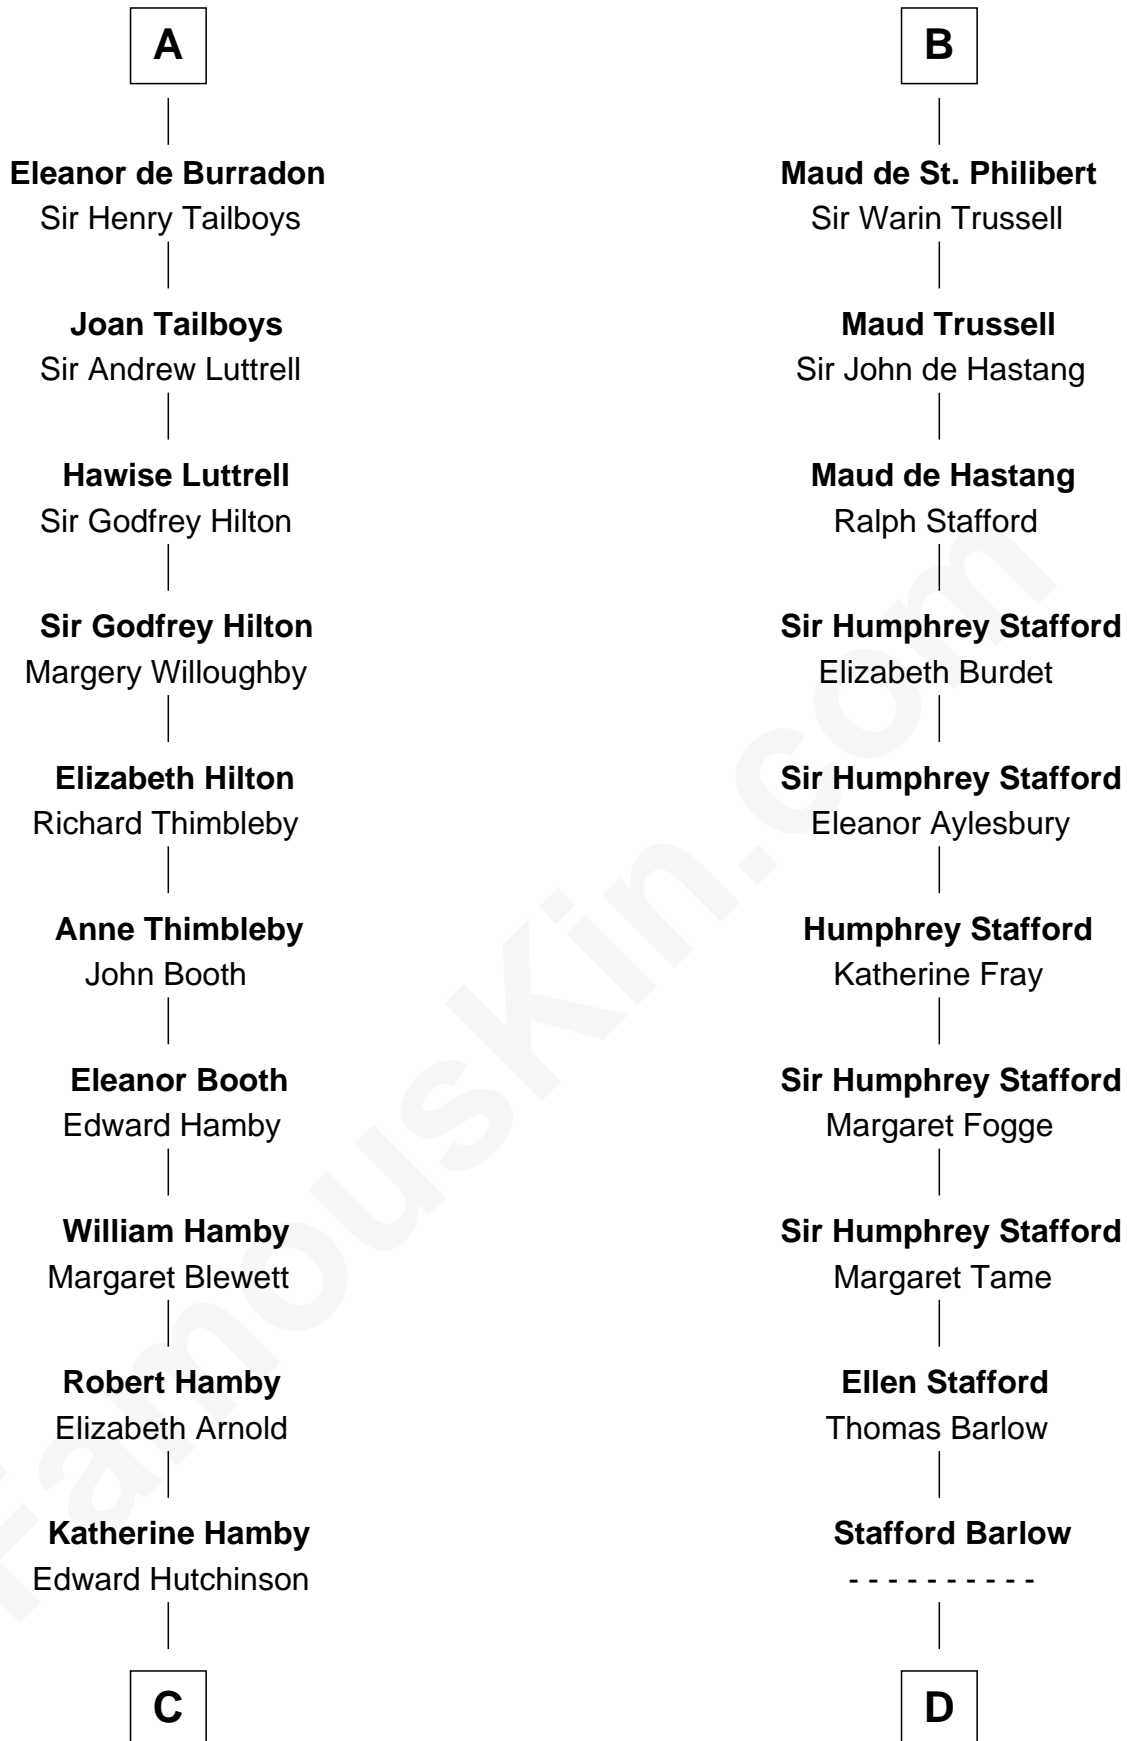 A
Eleanor de Burradon
Sir Henry Tailboys
Joan Tailboys
Sir Andrew Luttrell
Hawise Luttrell
Sir Godfrey Hilton
Sir Godfrey Hilton
Margery Willoughby
Elizabeth Hilton
Richard Thimbleby
Anne Thimbleby
John Booth
Eleanor Booth
Edward Hamby
William Hamby
Margaret Blewett
Robert Hamby
Elizabeth Arnold
Katherine Hamby
Edward Hutchinson
C
B
Maud de St. Philibert
Sir Warin Trussell
Maud Trussell
Sir John de Hastang
Maud de Hastang
Ralph Stafford
Sir Humphrey Stafford
Elizabeth Burdet
Sir Humphrey Stafford
Eleanor Aylesbury
Humphrey Stafford
Katherine Fray
Sir Humphrey Stafford
Margaret Fogge
Sir Humphrey Stafford
Margaret Tame
Ellen Stafford
Thomas Barlow
Stafford Barlow
- - - - - - - - - -
D
FamousKin.com